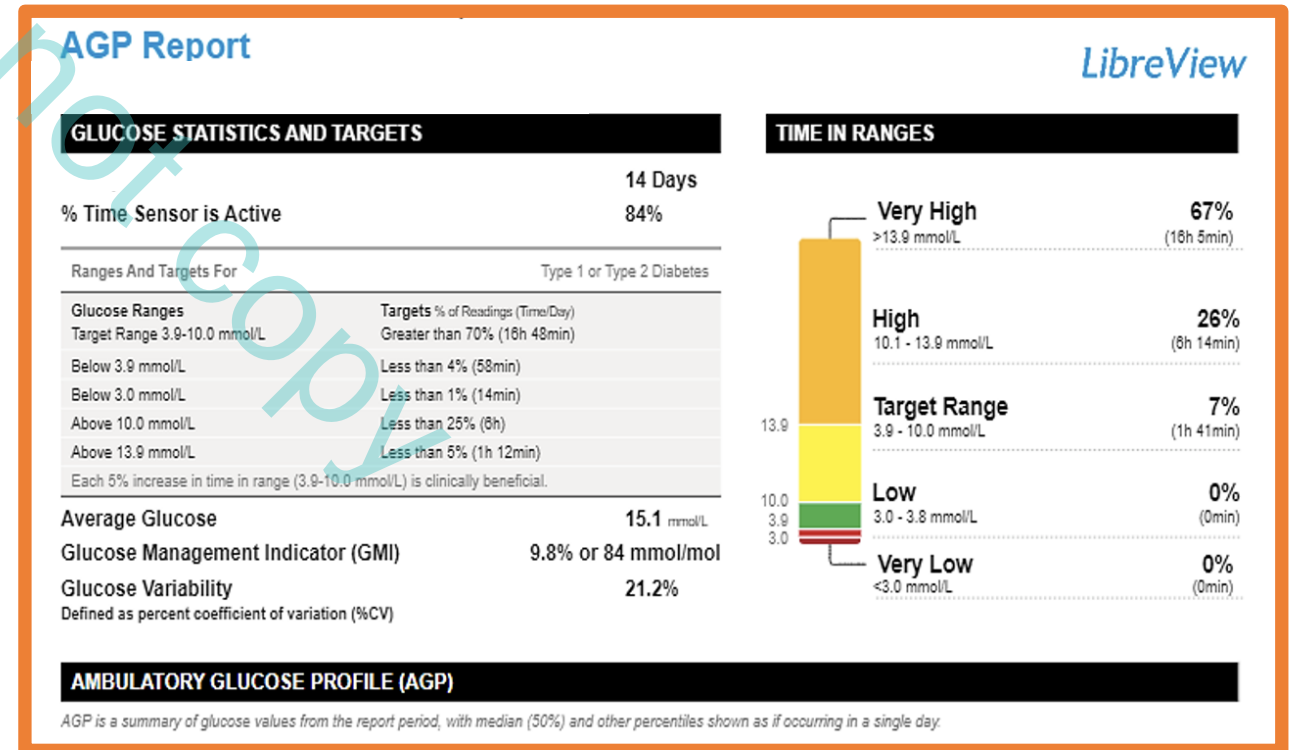 AGP Report
LibreView
GLUCOSE STATISTICS AND TARGETS
14 Days
% Time Sensor is Active 84%
Ranges And Targets For Type 1 or Type 2 Diabetes
Glucose Ranges Targets % of Readings (Time/Day)
Target Range 3.9-10.0 mmol/L Greater than 70% (16h 48min)
Below 3.9 mmol/L Less than 4% (58min)
Below 3.0 mmol/L Less than 1% (14min)
Above 10.0 mmol/L Less than 25% (6h)
Above 13.9 mmol/L Less than 5% (1h 12min)
Each 5% increase in time in range (3.9-10.0 mmol/L) is clinically beneficial.
Average Glucose 15.1 mmol/L
Glucose Management Indicator (GMI) 9.8% or 84 mmol/mol
Glucose Variability 21.2%
Defined as percent coefficient of variation (%CV)
TIME IN RANGES
Very High 67%
>13.9 mmol/L (16h 5min)
High 26%
10.1 - 13.9 mmol/L (6h 14min)
Target Range 7%
3.9 - 10.0 mmol/L (1h 41min)
Low 0%
3.0 - 3.8 mmol/L (0min)
Very Low 0%
<3.0 mmol/L (0min)
13.9
10.0
3.9
3.0
AMBULATORY GLUCOSE PROFILE (AGP)
AGP is a summary of glucose values from the report period, with median (50%) and other percentiles shown as if occurring in a single day.
not copy